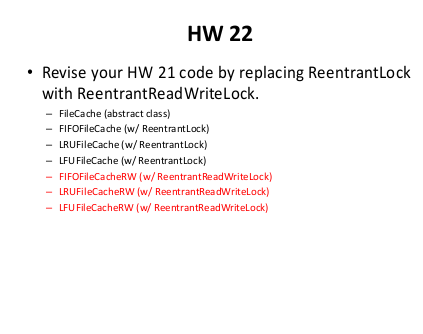 HW 22
• Revise your HW 21 code by replacing ReentrantLock
with ReentrantReadWriteLock.
– FileCache (abstract class)
– FIFOFileCache (w/ ReentrantLock)
– LRUFileCache (w/ ReentrantLock)
– LFUFileCache (w/ ReentrantLock)
– FIFOFileCacheRW (w/ ReentrantReadWriteLock)
– LRUFileCacheRW (w/ ReentrantReadWriteLock)
– LFUFileCacheRW (w/ ReentrantReadWriteLock)